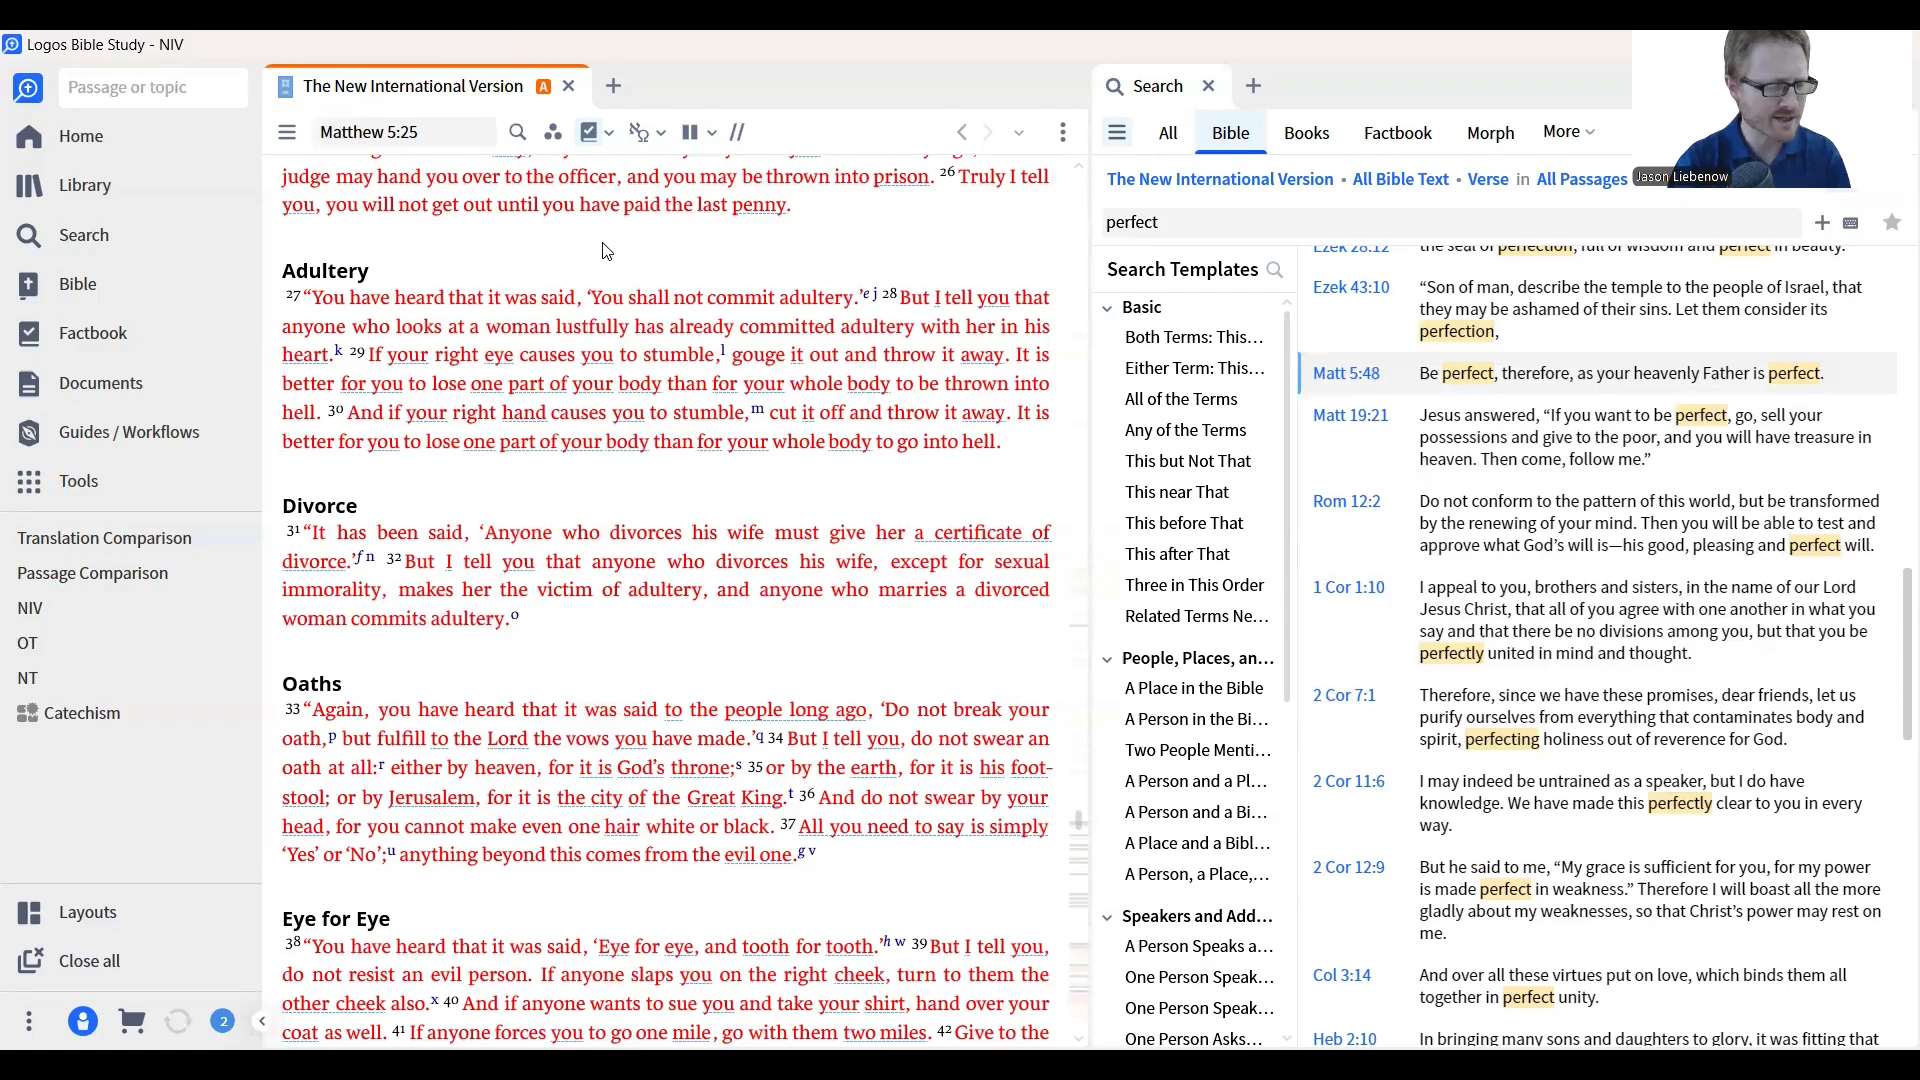 Logos Bible Study - NIV
Passage or topic
Home
Library
Search
Bible
Factbook
Documents
Guides / Workflows
Tools
Translation Comparison
Passage Comparison
NIV
OT
NT
Catechism
Layouts
Close all
2
The New International Version A
Matthew 5:25
judge may hand you over to the officer, and you may be thrown into prison. 26 Truly I tell
you, you will not get out until you have paid the last penny.
Adultery
27 “You have heard that it was said, ‘You shall not commit adultery.’e j 28 But I tell you that
anyone who looks at a woman lustfully has already committed adultery with her in his
heart.k 29 If your right eye causes you to stumble,l gouge it out and throw it away. It is
better for you to lose one part of your body than for your whole body to be thrown into
hell. 30 And if your right hand causes you to stumble,m cut it off and throw it away. It is
better for you to lose one part of your body than for your whole body to go into hell.
Divorce
31 “It has been said, ‘Anyone who divorces his wife must give her a certificate of
divorce.’f n 32 But I tell you that anyone who divorces his wife, except for sexual
immorality, makes her the victim of adultery, and anyone who marries a divorced
woman commits adultery.o
Oaths
33 “Again, you have heard that it was said to the people long ago, ‘Do not break your
oath,p but fulfill to the Lord the vows you have made.’q 34 But I tell you, do not swear an
oath at all:r either by heaven, for it is God’s throne;s 35 or by the earth, for it is his foot-
stool; or by Jerusalem, for it is the city of the Great King.t 36 And do not swear by your
head, for you cannot make even one hair white or black. 37 All you need to say is simply
‘Yes’ or ‘No’;u anything beyond this comes from the evil one.g v
Eye for Eye
38 “You have heard that it was said, ‘Eye for eye, and tooth for tooth.’h w 39 But I tell you,
do not resist an evil person. If anyone slaps you on the right cheek, turn to them the
other cheek also.x 40 And if anyone wants to sue you and take your shirt, hand over your
coat as well. 41 If anyone forces you to go one mile, go with them two miles. 42 Give to the
Search
All Bible Books Factbook Morph More
The New International Version • All Bible Text • Verse in All Passages
Jason Liebenow
perfect
Search Templates
Basic
Both Terms: This...
Either Term: This...
All of the Terms
Any of the Terms
This but Not That
This near That
This before That
This after That
Three in This Order
Related Terms Ne...
People, Places, an...
A Place in the Bible
A Person in the Bi...
Two People Menti...
A Person and a Pl...
A Person and a Bi...
A Place and a Bibl...
A Person, a Place,...
Speakers and Add...
A Person Speaks a...
One Person Speak...
One Person Speak...
One Person Asks...
Ezek 28:12 the seal of perfection, full of wisdom and perfect in beauty.
Ezek 43:10 “Son of man, describe the temple to the people of Israel, that
they may be ashamed of their sins. Let them consider its
perfection,
Matt 5:48 Be perfect, therefore, as your heavenly Father is perfect.
Matt 19:21 Jesus answered, “If you want to be perfect, go, sell your
possessions and give to the poor, and you will have treasure in
heaven. Then come, follow me.”
Rom 12:2 Do not conform to the pattern of this world, but be transformed
by the renewing of your mind. Then you will be able to test and
approve what God’s will is—his good, pleasing and perfect will.
1 Cor 1:10 I appeal to you, brothers and sisters, in the name of our Lord
Jesus Christ, that all of you agree with one another in what you
say and that there be no divisions among you, but that you be
perfectly united in mind and thought.
2 Cor 7:1 Therefore, since we have these promises, dear friends, let us
purify ourselves from everything that contaminates body and
spirit, perfecting holiness out of reverence for God.
2 Cor 11:6 I may indeed be untrained as a speaker, but I do have
knowledge. We have made this perfectly clear to you in every
way.
2 Cor 12:9 But he said to me, “My grace is sufficient for you, for my power
is made perfect in weakness.” Therefore I will boast all the more
gladly about my weaknesses, so that Christ’s power may rest on
me.
Col 3:14 And over all these virtues put on love, which binds them all
together in perfect unity.
Heb 2:10 In bringing many sons and daughters to glory, it was fitting that